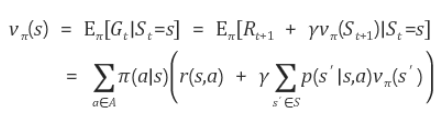 v_π(s) = E_π[G_t|S_t=s] = E_π[R_{t+1} + γv_π(S_{t+1})|S_t=s]
= ∑_{a∈A} π(a|s)(r(s,a) + γ∑_{s′∈S} p(s′|s,a)v_π(s′))